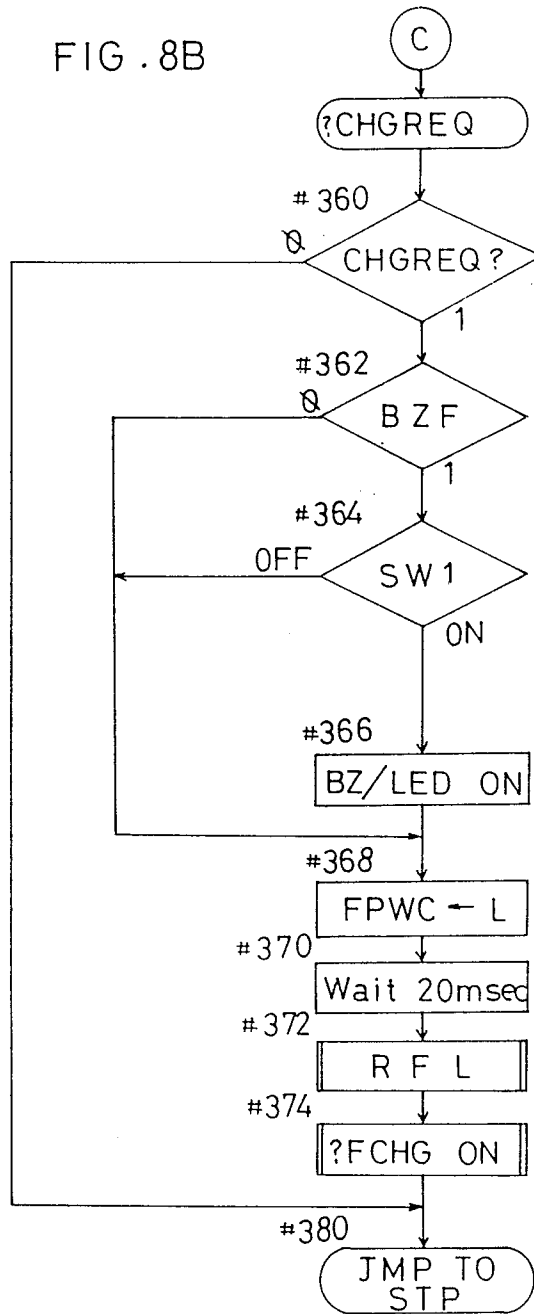 FIG.8B
C
?CHGREQ
#360
0
CHGREQ?
1
#362
0
BZF
1
#364
OFF
SW1
ON
#366
BZ/LED ON
#368
FPWC ← L
#370
Wait 20msec
#372
RFL
#374
?FCHG ON
#380
JMP TO
STP